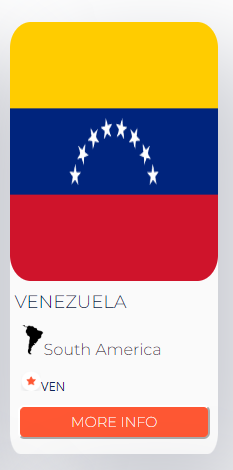 VENEZUELA
South America
VEN
MORE INFO